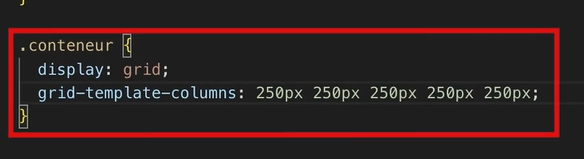 }
.conteneur {
display: grid;
grid-template-columns: 250px 250px 250px 250px 250px;
}